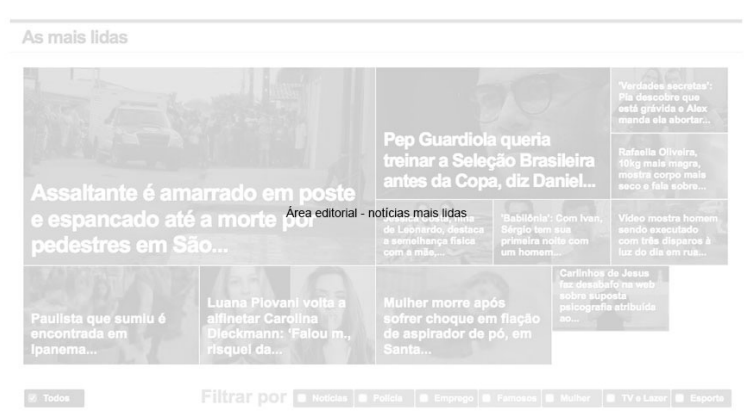 As mais lidas
Assaltante é amarrado em poste
e espancado até a morte por
pedestres em São...
Pep Guardiola queria
treinar a Seleção Brasileira
antes da Copa, diz Daniel...
'Verdades secretas':
Pia descobre que
está grávida e Alex
manda ela abortar...
Rafaella Oliveira,
10kg mais magra,
mostra corpo mais
seco e fala sobre...
Área editorial - notícias mais lidas
de Leonardo, destaca
a semelhança física
com a mãe,...
'Babilônia': Com Ivan,
Sérgio tem sua
primeira noite com
um homem...
Vídeo mostra homem
sendo executado
com três disparos à
luz do dia em rua...
Paulista que sumiu é
encontrada em
Ipanema...
Luana Piovani volta a
alfinetar Carolina
Dieckmann: 'Falou m.,
risquei da...
Mulher morre após
sofrer choque em fiação
de aspirador de pó, em
Santa...
Carlinhos de Jesus
faz desabafo na web
sobre suposta
psicografia atribuída
ao...
Todos Filtrar por Notícias Polícia Emprego Famosos Mulher TV e Lazer Esporte